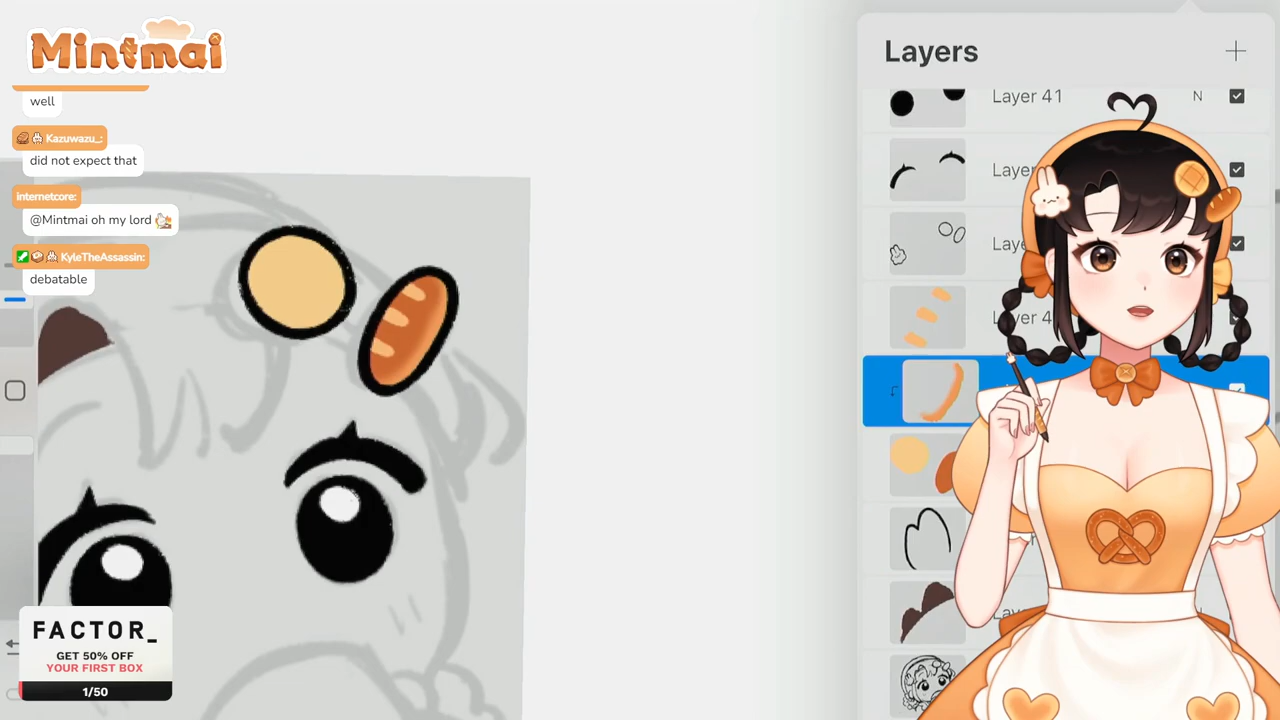 Mintmai
well
Kazuwazu_:
did not expect that
internetcore:
@Mintmai oh my lord
KyleTheAssassin:
debatable
FACTOR_
GET 50% OFF
YOUR FIRST BOX
1/50
Layers
Layer 41
N